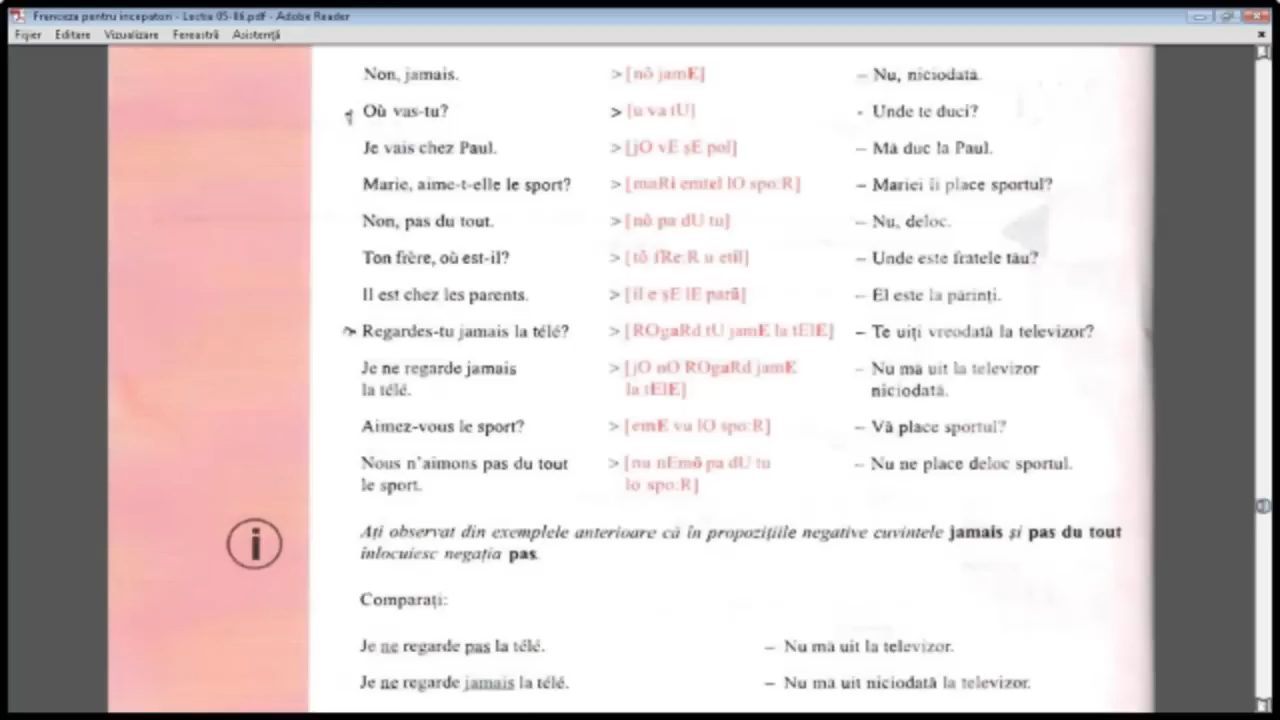 Franceza pentru incepatori - Lectia 05-06.pdf - Adobe Reader
Fișier Editare Vizualizare Fereastră Asistență
Non, jamais. > [nõ jamE] – Nu, niciodată.
Où vas-tu? > [u va tU] - Unde te duci?
Je vais chez Paul. > [jO vE șE pol] – Mă duc la Paul.
Marie, aime-t-elle le sport? > [maRi emtel lO spo:R] – Mariei îi place sportul?
Non, pas du tout. > [nõ pa dU tu] – Nu, deloc.
Ton frère, où est-il? > [tõ fRe:R u etil] – Unde este fratele tău?
Il est chez les parents. > [il e șE lE parã] – El este la părinți.
Regardes-tu jamais la télé? > [ROgaRd tU jamE la tElE] – Te uiți vreodată la televizor?
Je ne regarde jamais > [jO nO ROgaRd jamE – Nu mă uit la televizor
la télé. la tElE] niciodată.
Aimez-vous le sport? > [emE vu lO spo:R] – Vă place sportul?
Nous n'aimons pas du tout > [nu nEmõ pa dU tu – Nu ne place deloc sportul.
le sport. lo spo:R]
i Ați observat din exemplele anterioare că în propozițiile negative cuvintele jamais și pas du tout
înlocuiesc negația pas.
Comparați:
Je ne regarde pas la télé. – Nu mă uit la televizor.
Je ne regarde jamais la télé. – Nu mă uit niciodată la televizor.